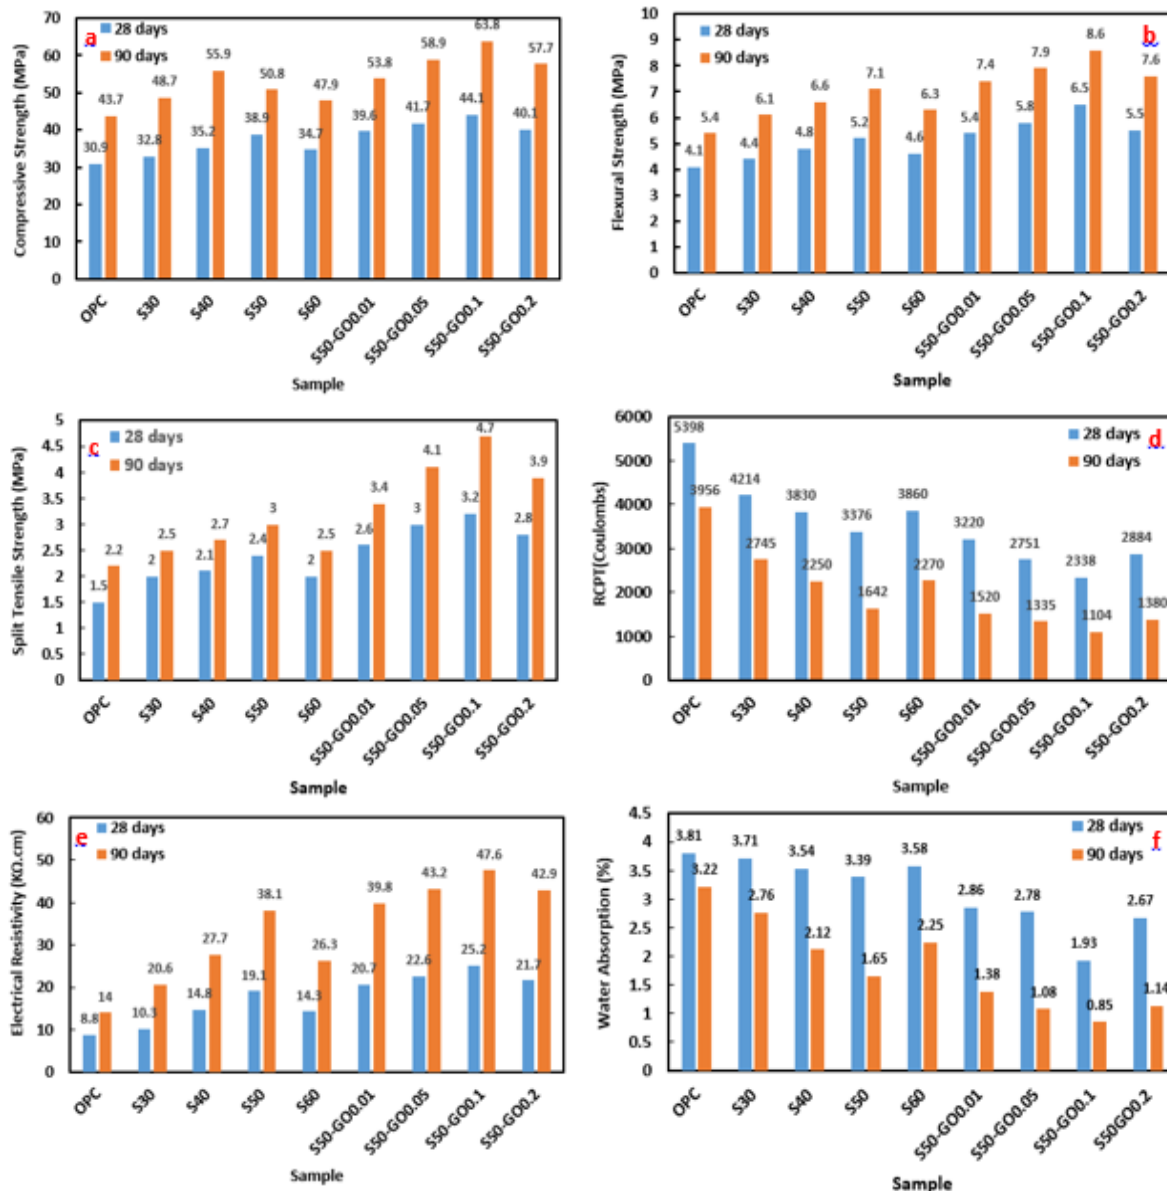 a
28 days
90 days
Compressive Strength (MPa)
70
60
50
40
30
20
10
0
30.9
43.7
32.8
48.7
35.2
55.9
38.9
50.8
34.7
47.9
39.6
53.8
41.7
58.9
44.1
63.8
40.1
57.7
OPC
S30
S40
S50
S60
S50-GO0.01
S50-GO0.05
S50-GO0.1
S50-GO0.2
Sample
b
28 days
90 days
Flexural Strength (MPa)
10
9
8
7
6
5
4
3
2
1
0
4.1
5.4
4.4
6.1
4.8
6.6
5.2
7.1
4.6
6.3
5.4
7.4
5.8
7.9
6.5
8.6
5.5
7.6
OPC
S30
S40
S50
S60
S50-GO0.01
S50-GO0.05
S50-GO0.1
S50-GO0.2
Sample
c
28 days
90 days
Split Tensile Strength (MPa)
5
4.5
4
3.5
3
2.5
2
1.5
1
0.5
0
1.5
2.2
2
2.5
2.1
2.7
2.4
3
2
2.5
2.6
3.4
3
4.1
3.2
4.7
2.8
3.9
OPC
S30
S40
S50
S60
S50-GO0.01
S50-GO0.05
S50-GO0.1
S50-GO0.2
Sample
d
28 days
90 days
RCPT(Coulombs)
6000
5000
4000
3000
2000
1000
0
5398
3956
4214
2745
3830
2250
3376
1642
3860
2270
3220
1520
2751
1335
2338
1104
2884
1380
OPC
S30
S40
S50
S60
S50-GO0.01
S50-GO0.05
S50-GO0.1
S50-GO0.2
Sample
e
28 days
90 days
Electrical Resistivity (KΩ.cm)
60
50
40
30
20
10
0
8.8
14
10.3
20.6
14.8
27.7
19.1
38.1
14.3
26.3
20.7
39.8
22.6
43.2
25.2
47.6
21.7
42.9
OPC
S30
S40
S50
S60
S50-GO0.01
S50-GO0.05
S50-GO0.1
S50-GO0.2
Sample
f
28 days
90 days
Water Absorption (%)
4.5
4
3.5
3
2.5
2
1.5
1
0.5
0
3.81
3.22
3.71
2.76
3.54
2.12
3.39
1.65
3.58
2.25
2.86
1.38
2.78
1.08
1.93
0.85
2.67
1.14
OPC
S30
S40
S50
S60
S50-GO0.01
S50-GO0.05
S50-GO0.1
S50GO0.2
Sample